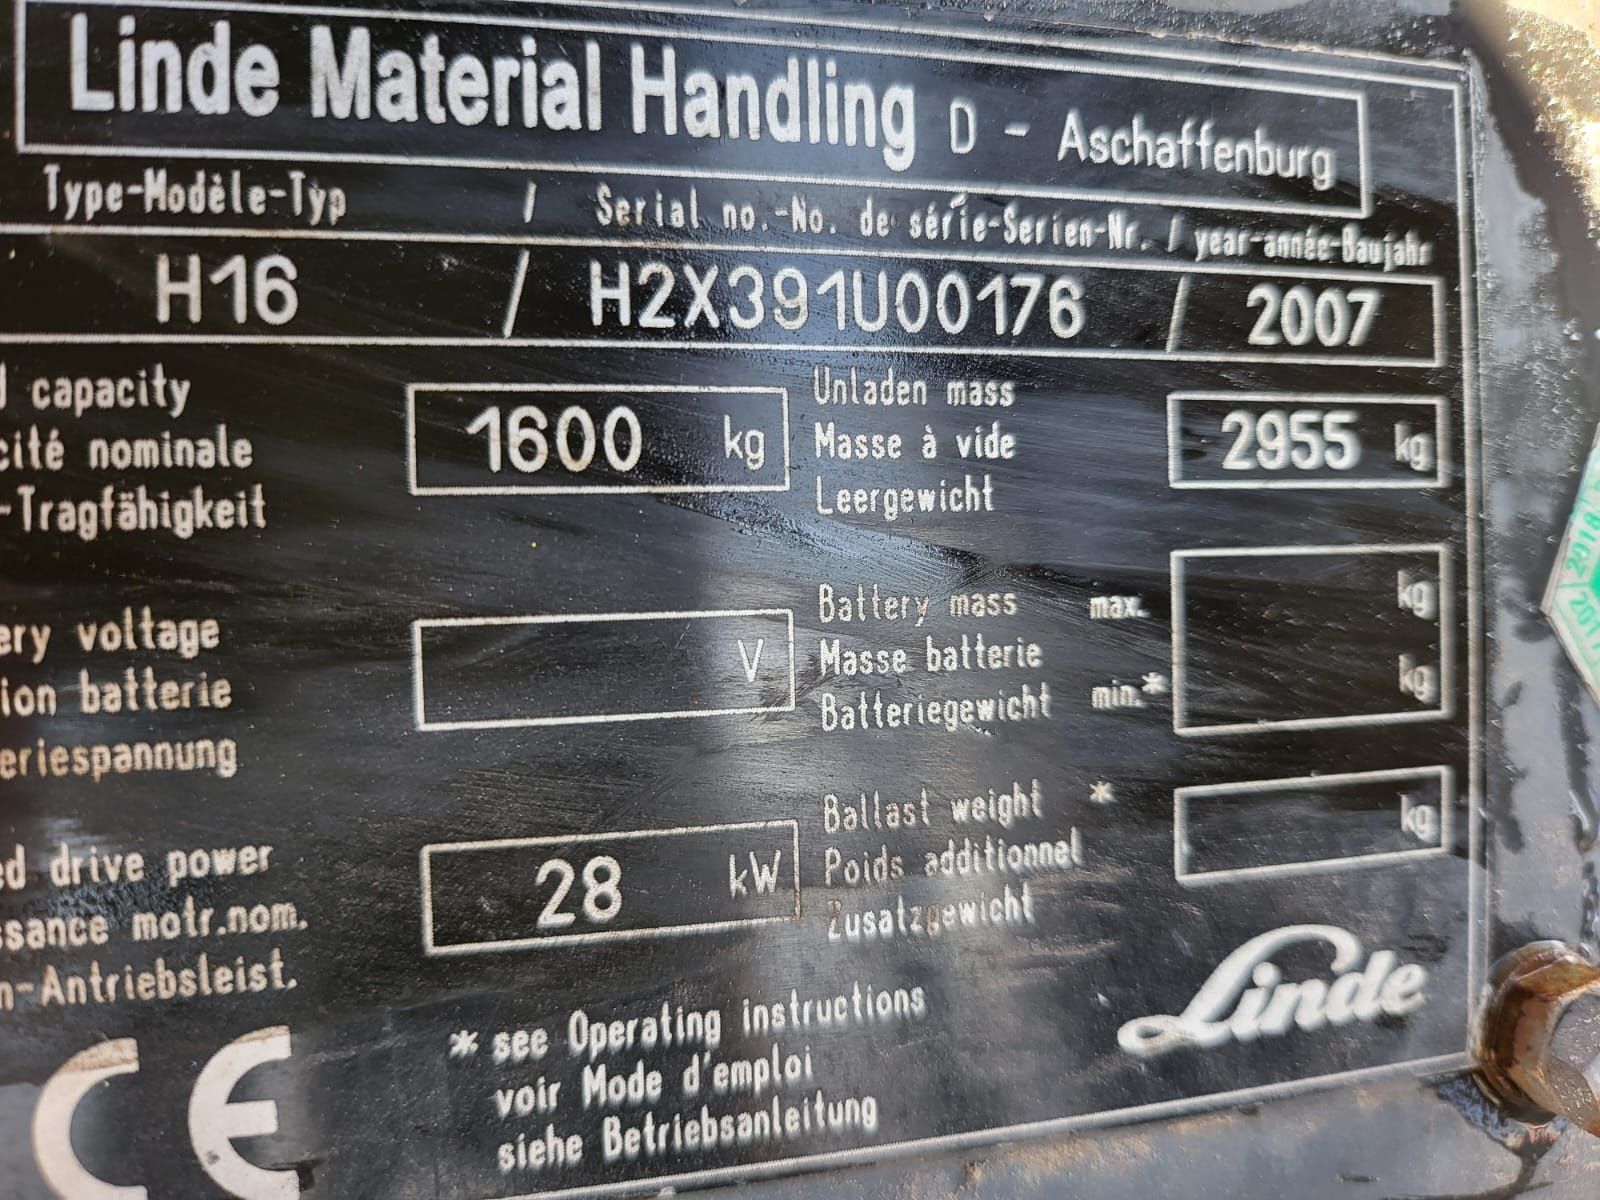 Linde Material Handling D - Aschaffenburg
Type-Modèle-Typ / Serial no.-No. de série-Serien-Nr. / year-année-Baujahr
H16 / H2X391U00176 / 2007
capacity
cité nominale
-Tragfähigkeit
1600 kg
Unladen mass
Masse à vide
Leergewicht
2955 kg
ery voltage
ion batterie
eriespannung
V
Battery mass max.
Masse batterie
Batteriegewicht min.*
kg
kg
ed drive power
ssance motr.nom.
n-Antriebsleist.
28 kW
Ballast weight *
Poids additionnel
Zusatzgewicht
kg
* see Operating instructions
voir Mode d'emploi
siehe Betriebsanleitung
Linde
CE
2018